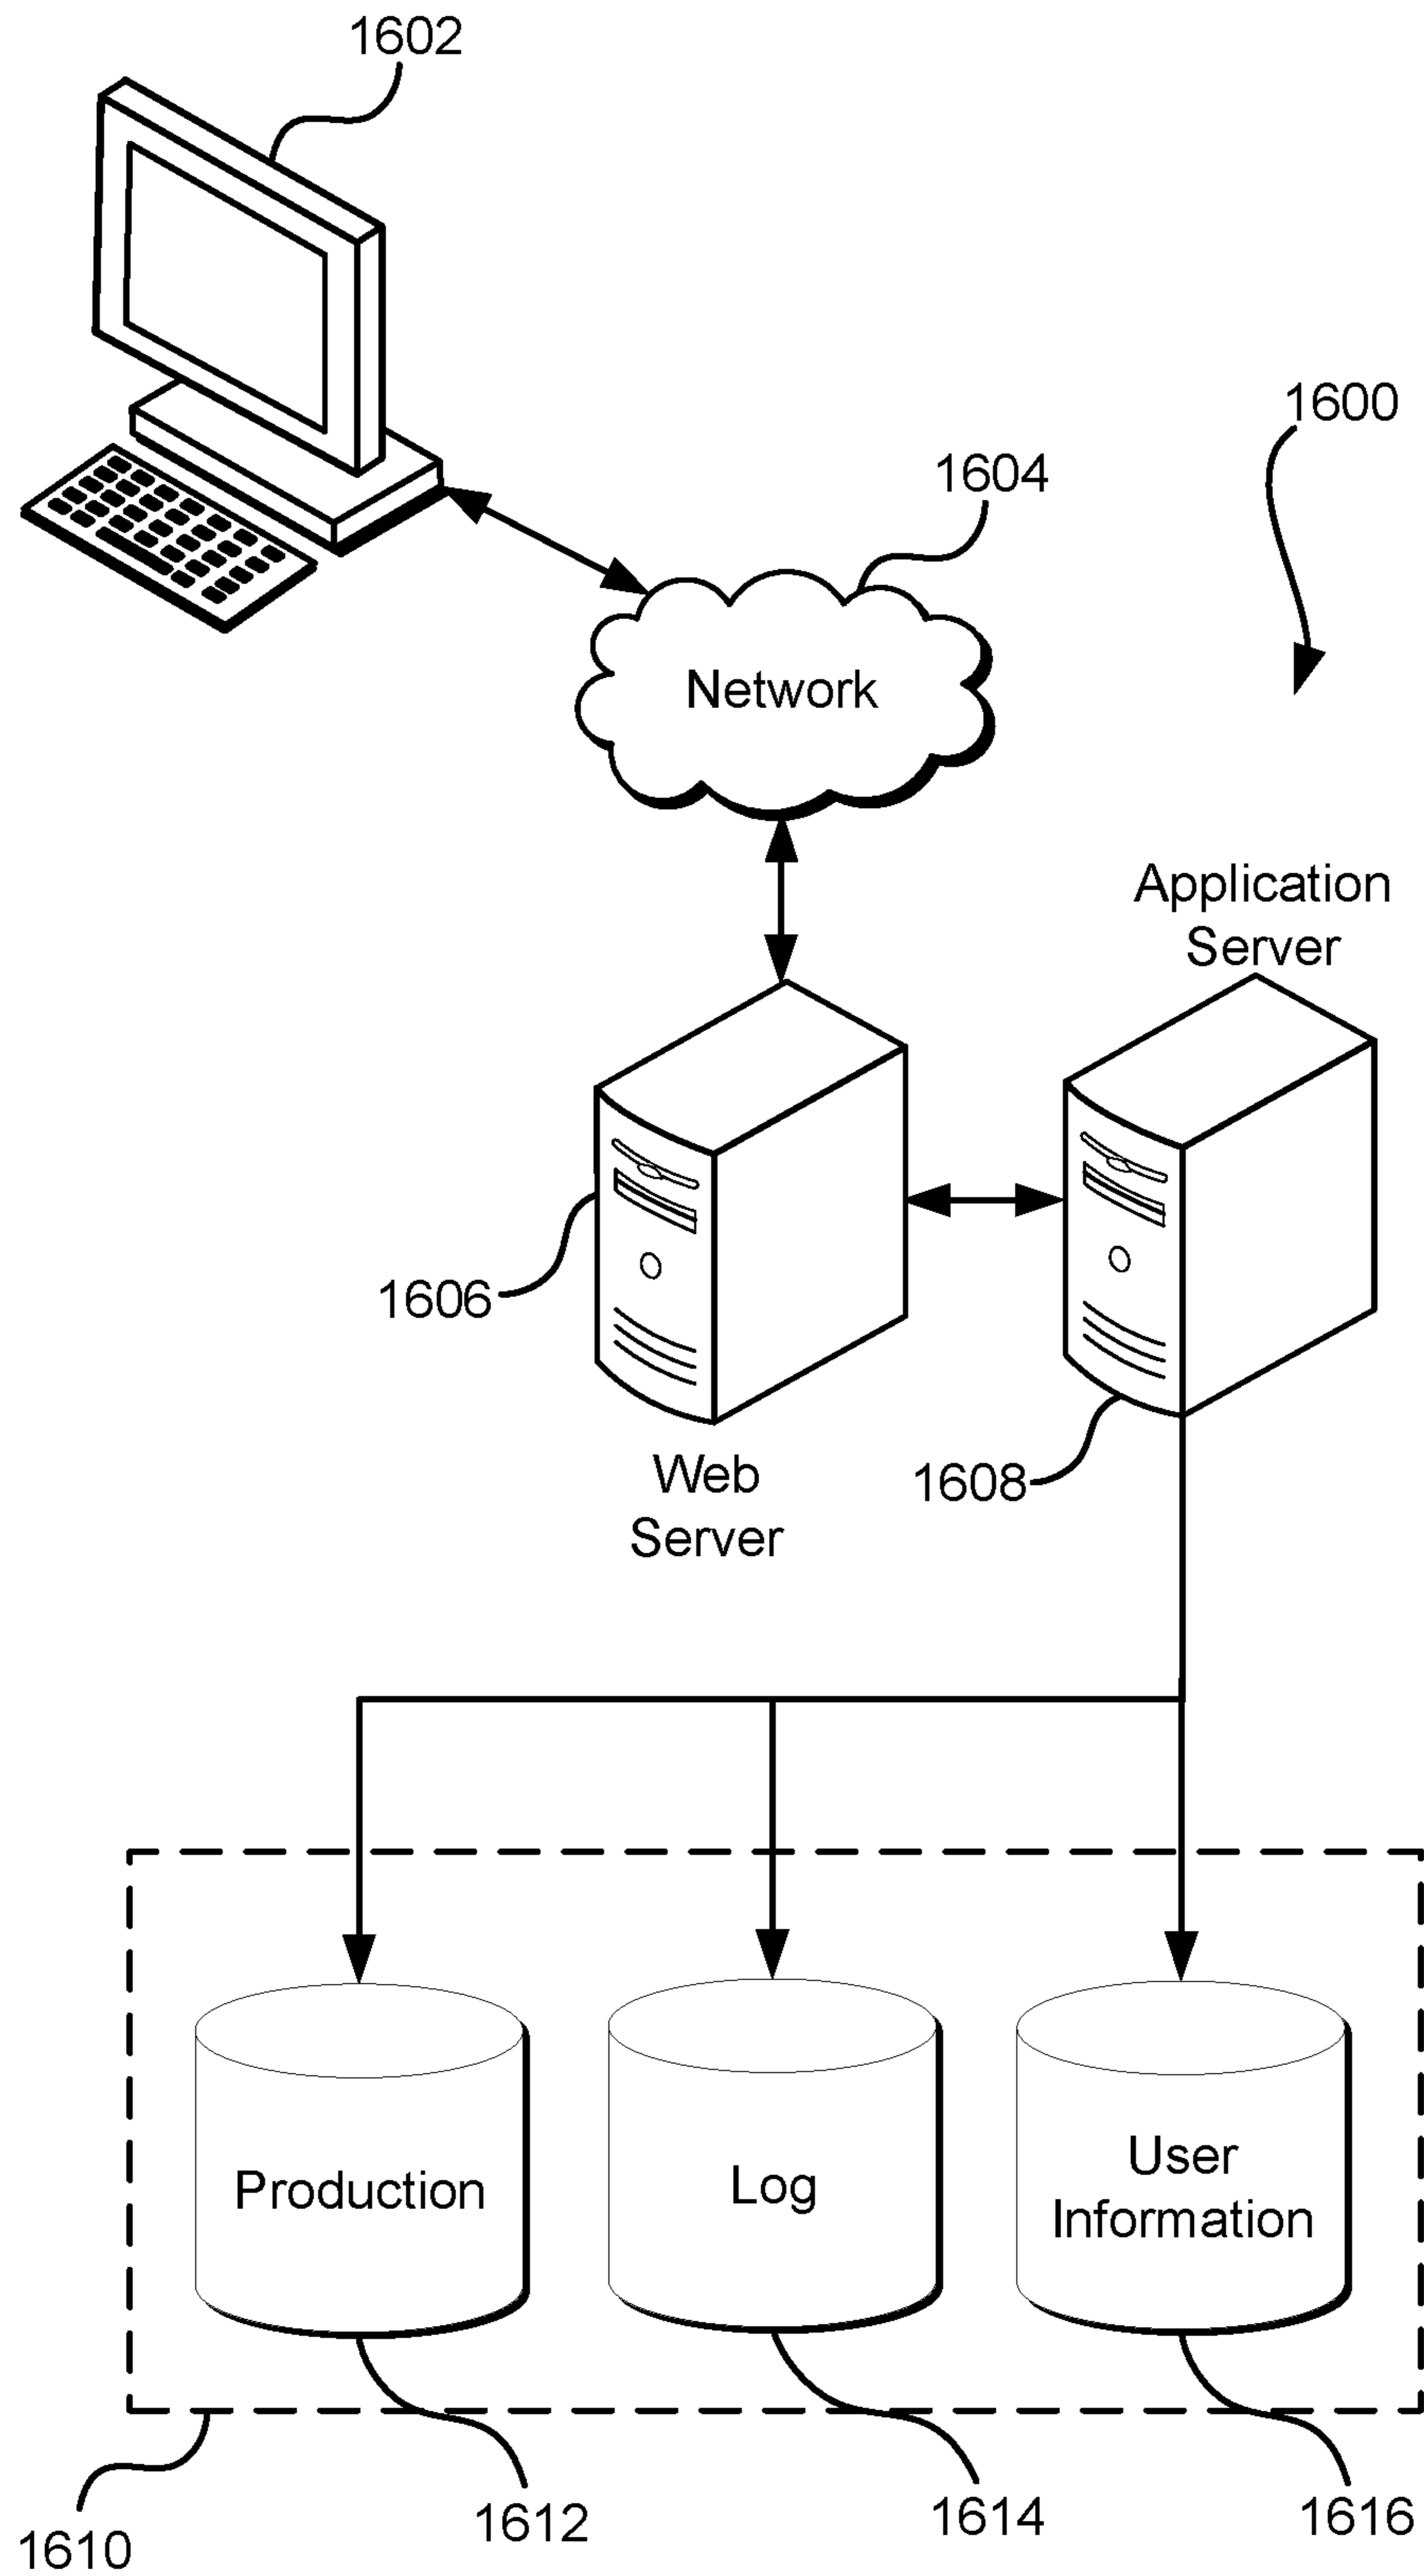 1602
1600
1604
Network
Application
Server
1606
Web
Server
1608
Production
Log
User
Information
1610
1612
1614
1616